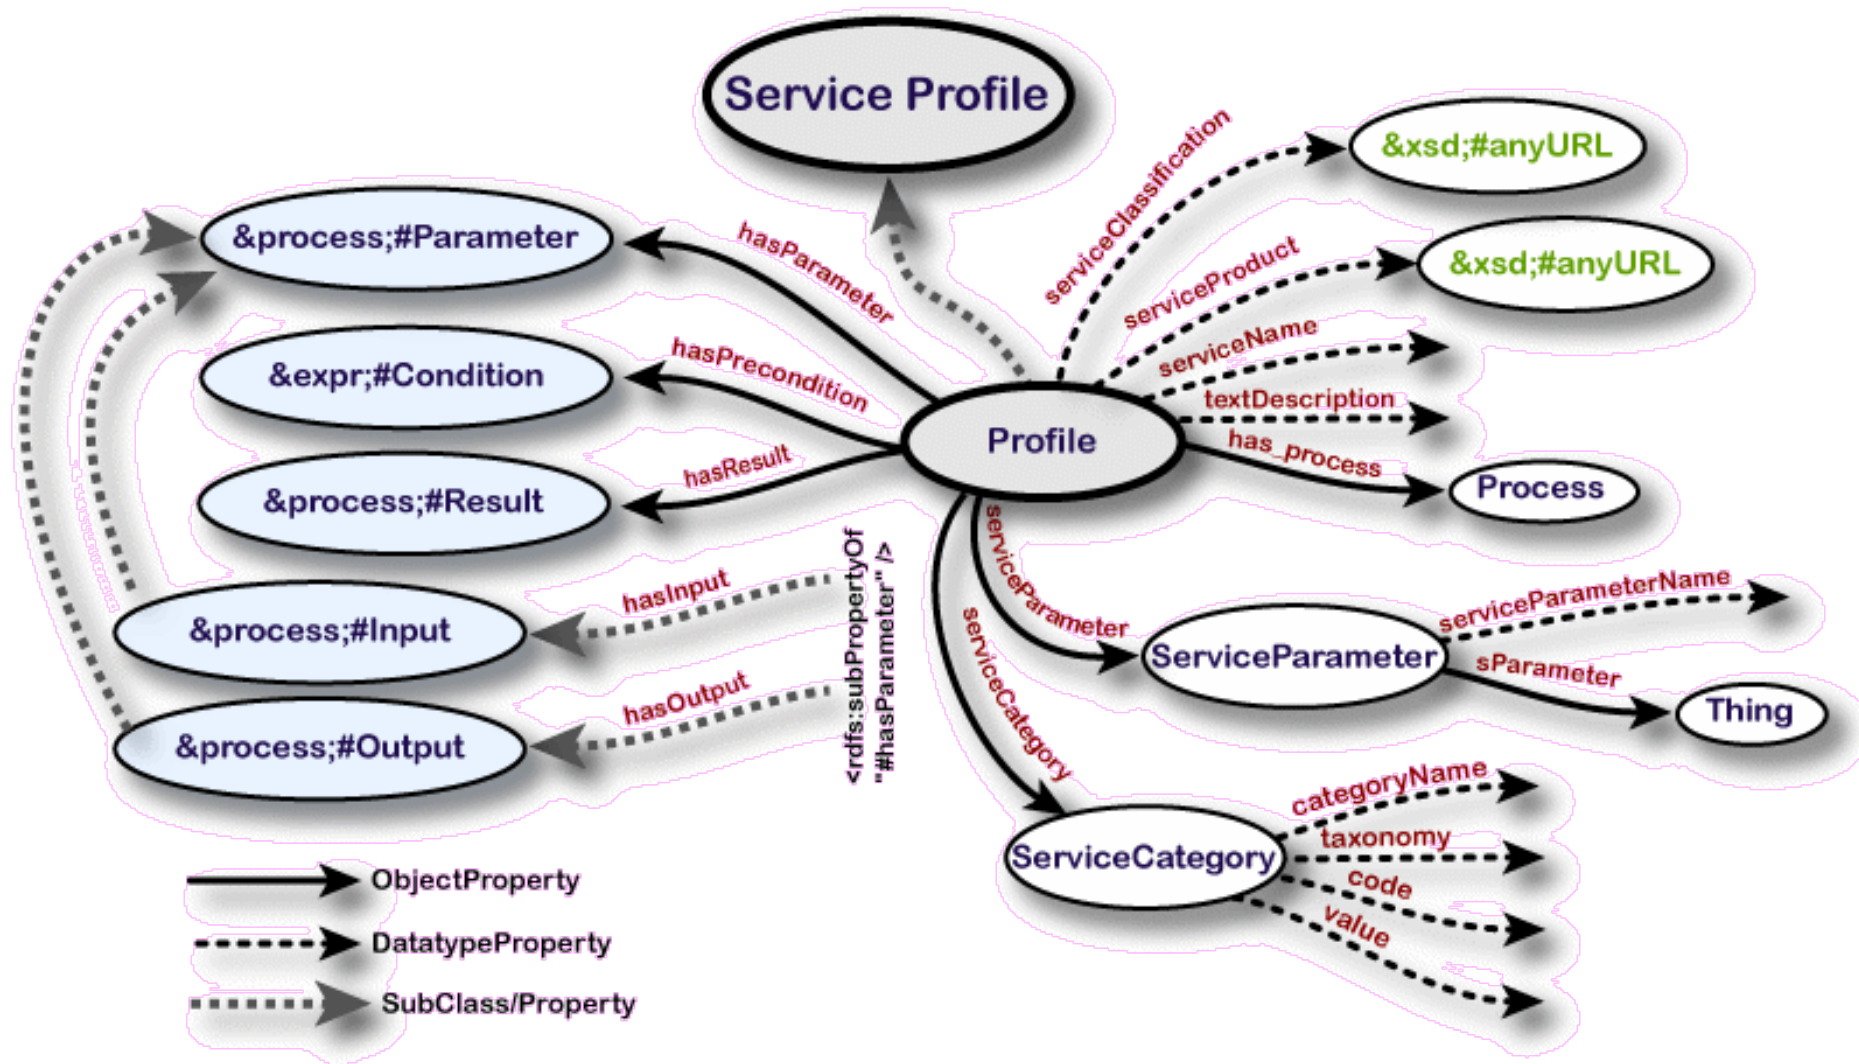 Service Profile
serviceClassification
&xsd;#anyURL
&process;#Parameter
hasParameter
serviceProduct
&xsd;#anyURL
serviceName
hasPrecondition
&expr;#Condition
textDescription
Profile
has_process
hasResult
&process;#Result
Process
<rdfs:subPropertyOf
"#hasParameter" />
serviceParameter
hasInput
&process;#Input
serviceParameterName
serviceCategory
ServiceParameter
sParameter
hasOutput
&process;#Output
Thing
categoryName
taxonomy
ServiceCategory
code
value
ObjectProperty
DatatypeProperty
SubClass/Property